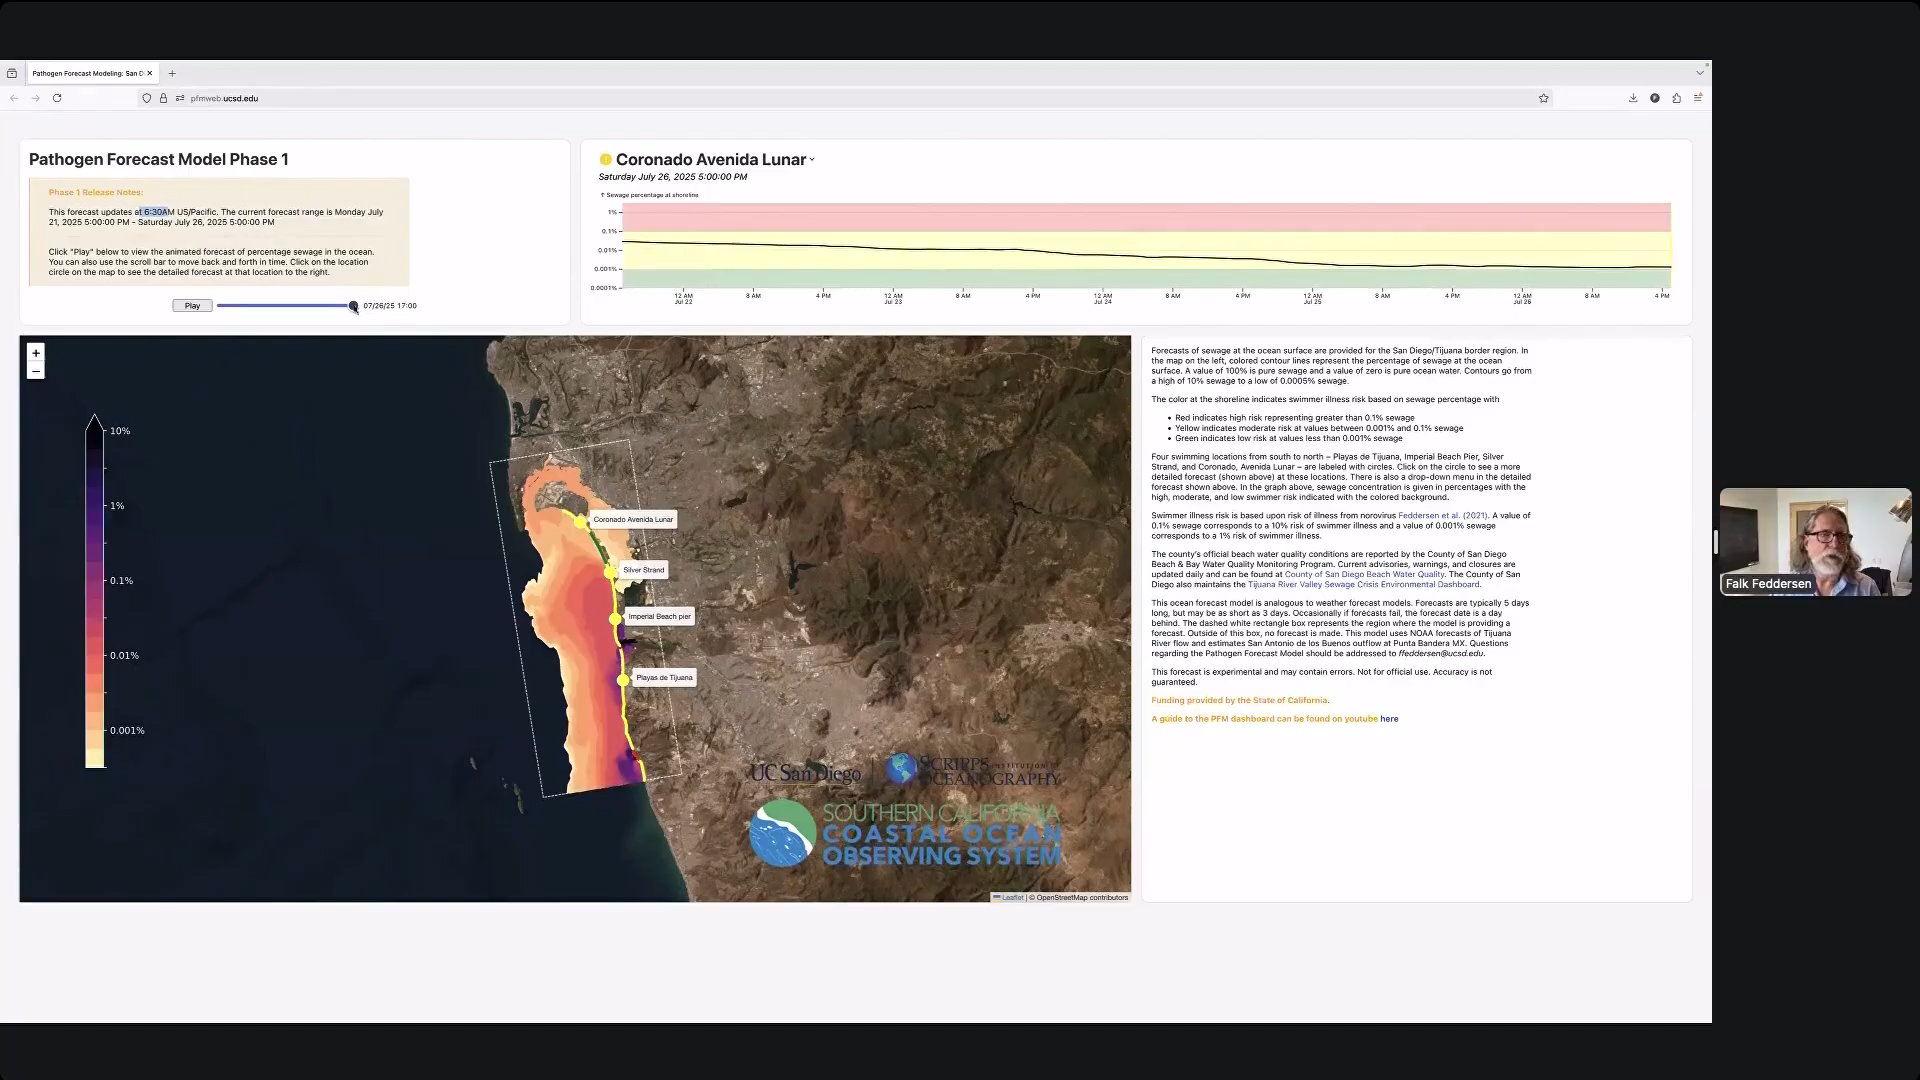 Pathogen Forecast Modeling: San D
pfmweb.ucsd.edu
Pathogen Forecast Model Phase 1
Phase 1 Release Notes:
This forecast updates at 6:30AM US/Pacific. The current forecast range is Monday July
21, 2025 5:00:00 PM - Saturday July 26, 2025 5:00:00 PM
Click "Play" below to view the animated forecast of percentage sewage in the ocean.
You can also use the scroll bar to move back and forth in time. Click on the location
circle on the map to see the detailed forecast at that location to the right.
Play
07/26/25 17:00
Coronado Avenida Lunar
Saturday July 26, 2025 5:00:00 PM
↑ Sewage percentage at shoreline
1%
0.1%
0.01%
0.001%
0.0001%
12 AM 8 AM 4 PM 12 AM 8 AM 4 PM 12 AM 8 AM 4 PM 12 AM 8 AM 4 PM 12 AM 8 AM 4 PM
Jul 22 Jul 23 Jul 24 Jul 25 Jul 26
+
−
10%
1%
0.1%
0.01%
0.001%
Coronado Avenida Lunar
Silver Strand
Imperial Beach pier
Playas de Tijuana
UC San Diego
SCRIPPS INSTITUTION OF
OCEANOGRAPHY
SOUTHERN CALIFORNIA
COASTAL OCEAN
OBSERVING SYSTEM
Leaflet | © OpenStreetMap contributors
Forecasts of sewage at the ocean surface are provided for the San Diego/Tijuana border region. In
the map on the left, colored contour lines represent the percentage of sewage at the ocean
surface. A value of 100% is pure sewage and a value of zero is pure ocean water. Contours go from
a high of 10% sewage to a low of 0.0005% sewage.
The color at the shoreline indicates swimmer illness risk based on sewage percentage with
• Red indicates high risk representing greater than 0.1% sewage
• Yellow indicates moderate risk at values between 0.001% and 0.1% sewage
• Green indicates low risk at values less than 0.001% sewage
Four swimming locations from south to north – Playas de Tijuana, Imperial Beach Pier, Silver
Strand, and Coronado, Avenida Lunar – are labeled with circles. Click on the circle to see a more
detailed forecast (shown above) at these locations. There is also a drop-down menu in the detailed
forecast shown above. In the graph above, sewage concentration is given in percentages with the
high, moderate, and low swimmer risk indicated with the colored background.
Swimmer illness risk is based upon risk of illness from norovirus Feddersen et al. (2021). A value of
0.1% sewage corresponds to a 10% risk of swimmer illness and a value of 0.001% sewage
corresponds to a 1% risk of swimmer illness.
The county's official beach water quality conditions are reported by the County of San Diego
Beach & Bay Water Quality Monitoring Program. Current advisories, warnings, and closures are
updated daily and can be found at County of San Diego Beach Water Quality. The County of San
Diego also maintains the Tijuana River Valley Sewage Crisis Environmental Dashboard.
This ocean forecast model is analogous to weather forecast models. Forecasts are typically 5 days
long, but may be as short as 3 days. Occasionally if forecasts fail, the forecast date is a day
behind. The dashed white rectangle box represents the region where the model is providing a
forecast. Outside of this box, no forecast is made. This model uses NOAA forecasts of Tijuana
River flow and estimates San Antonio de los Buenos outflow at Punta Bandera MX. Questions
regarding the Pathogen Forecast Model should be addressed to ffeddersen@ucsd.edu.
This forecast is experimental and may contain errors. Not for official use. Accuracy is not
guaranteed.
Funding provided by the State of California.
A guide to the PFM dashboard can be found on youtube here
Falk Feddersen